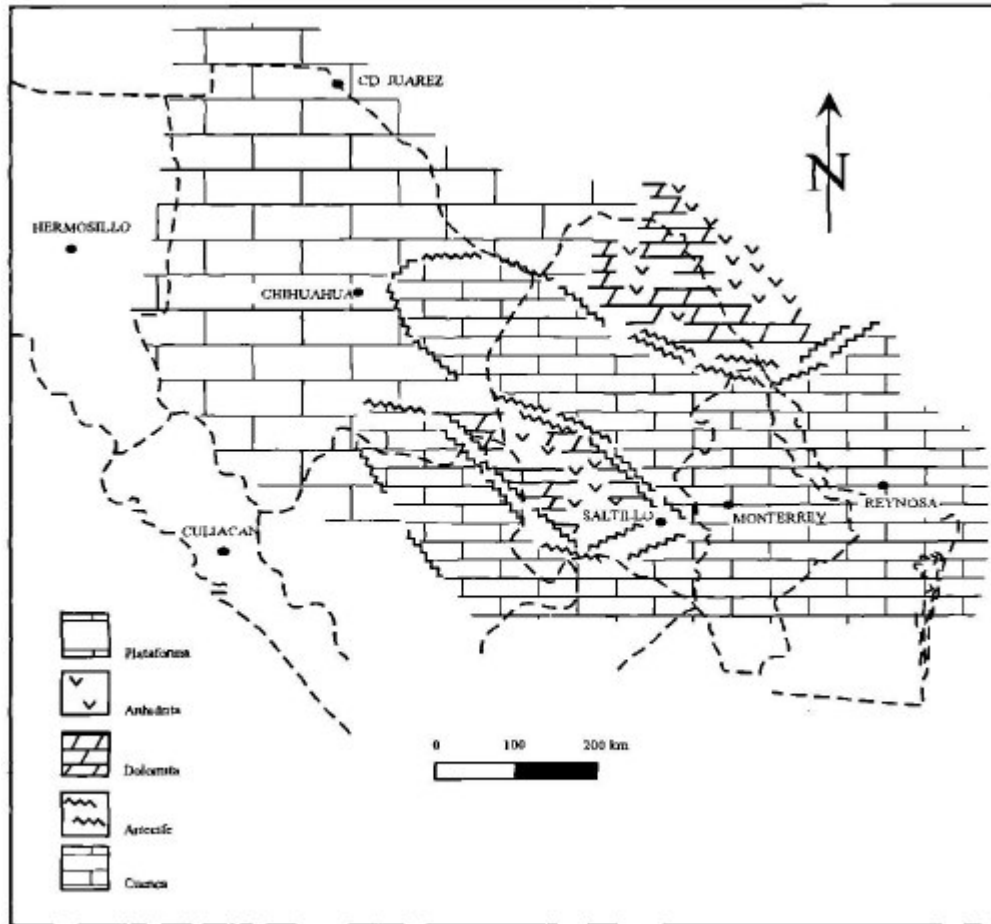 CD JUAREZ
N
HERMOSILLO
CHIHUAHUA
SALTILLO
MONTERREY
REYNOSA
CULIACAN
Plataforma
Anhidrita
Dolomita
Arrecife
Cuenca
0 100 200 km